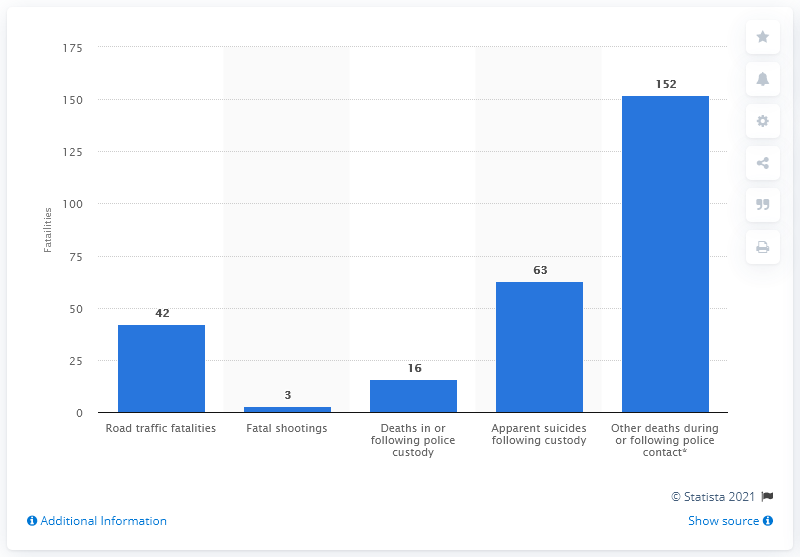 175
150
125
100
75
50
25
0
Fatailities
42
3
16
63
152
Road traffic fatalities
Fatal shootings
Deaths in or
following police
custody
Apparent suicides
following custody
Other deaths during
or following police
contact*
© Statista 2021
Additional Information
Show source